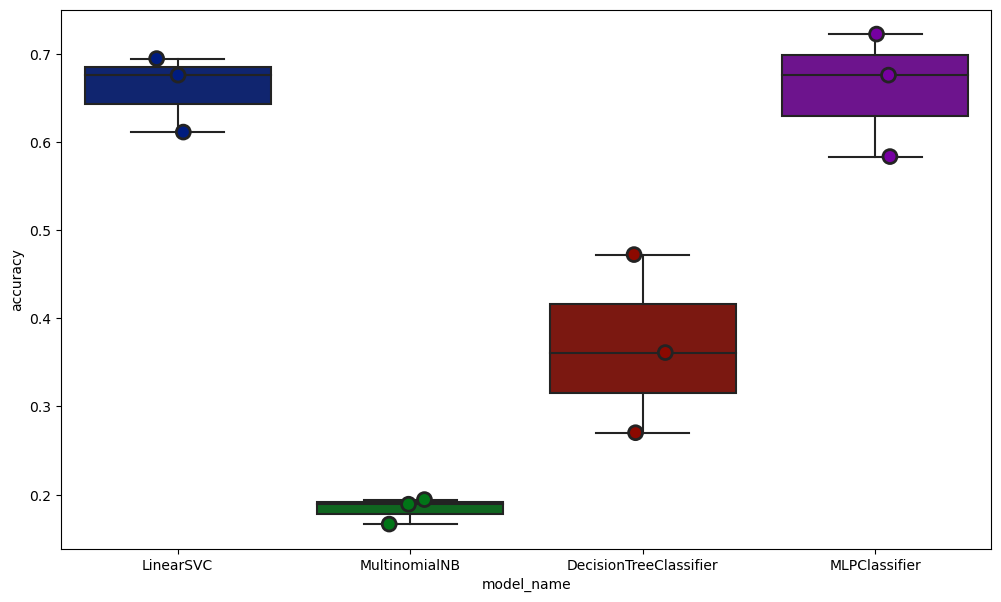 accuracy
0.7
0.6
0.5
0.4
0.3
0.2
LinearSVC
MultinomialNB
DecisionTreeClassifier
MLPClassifier
model_name